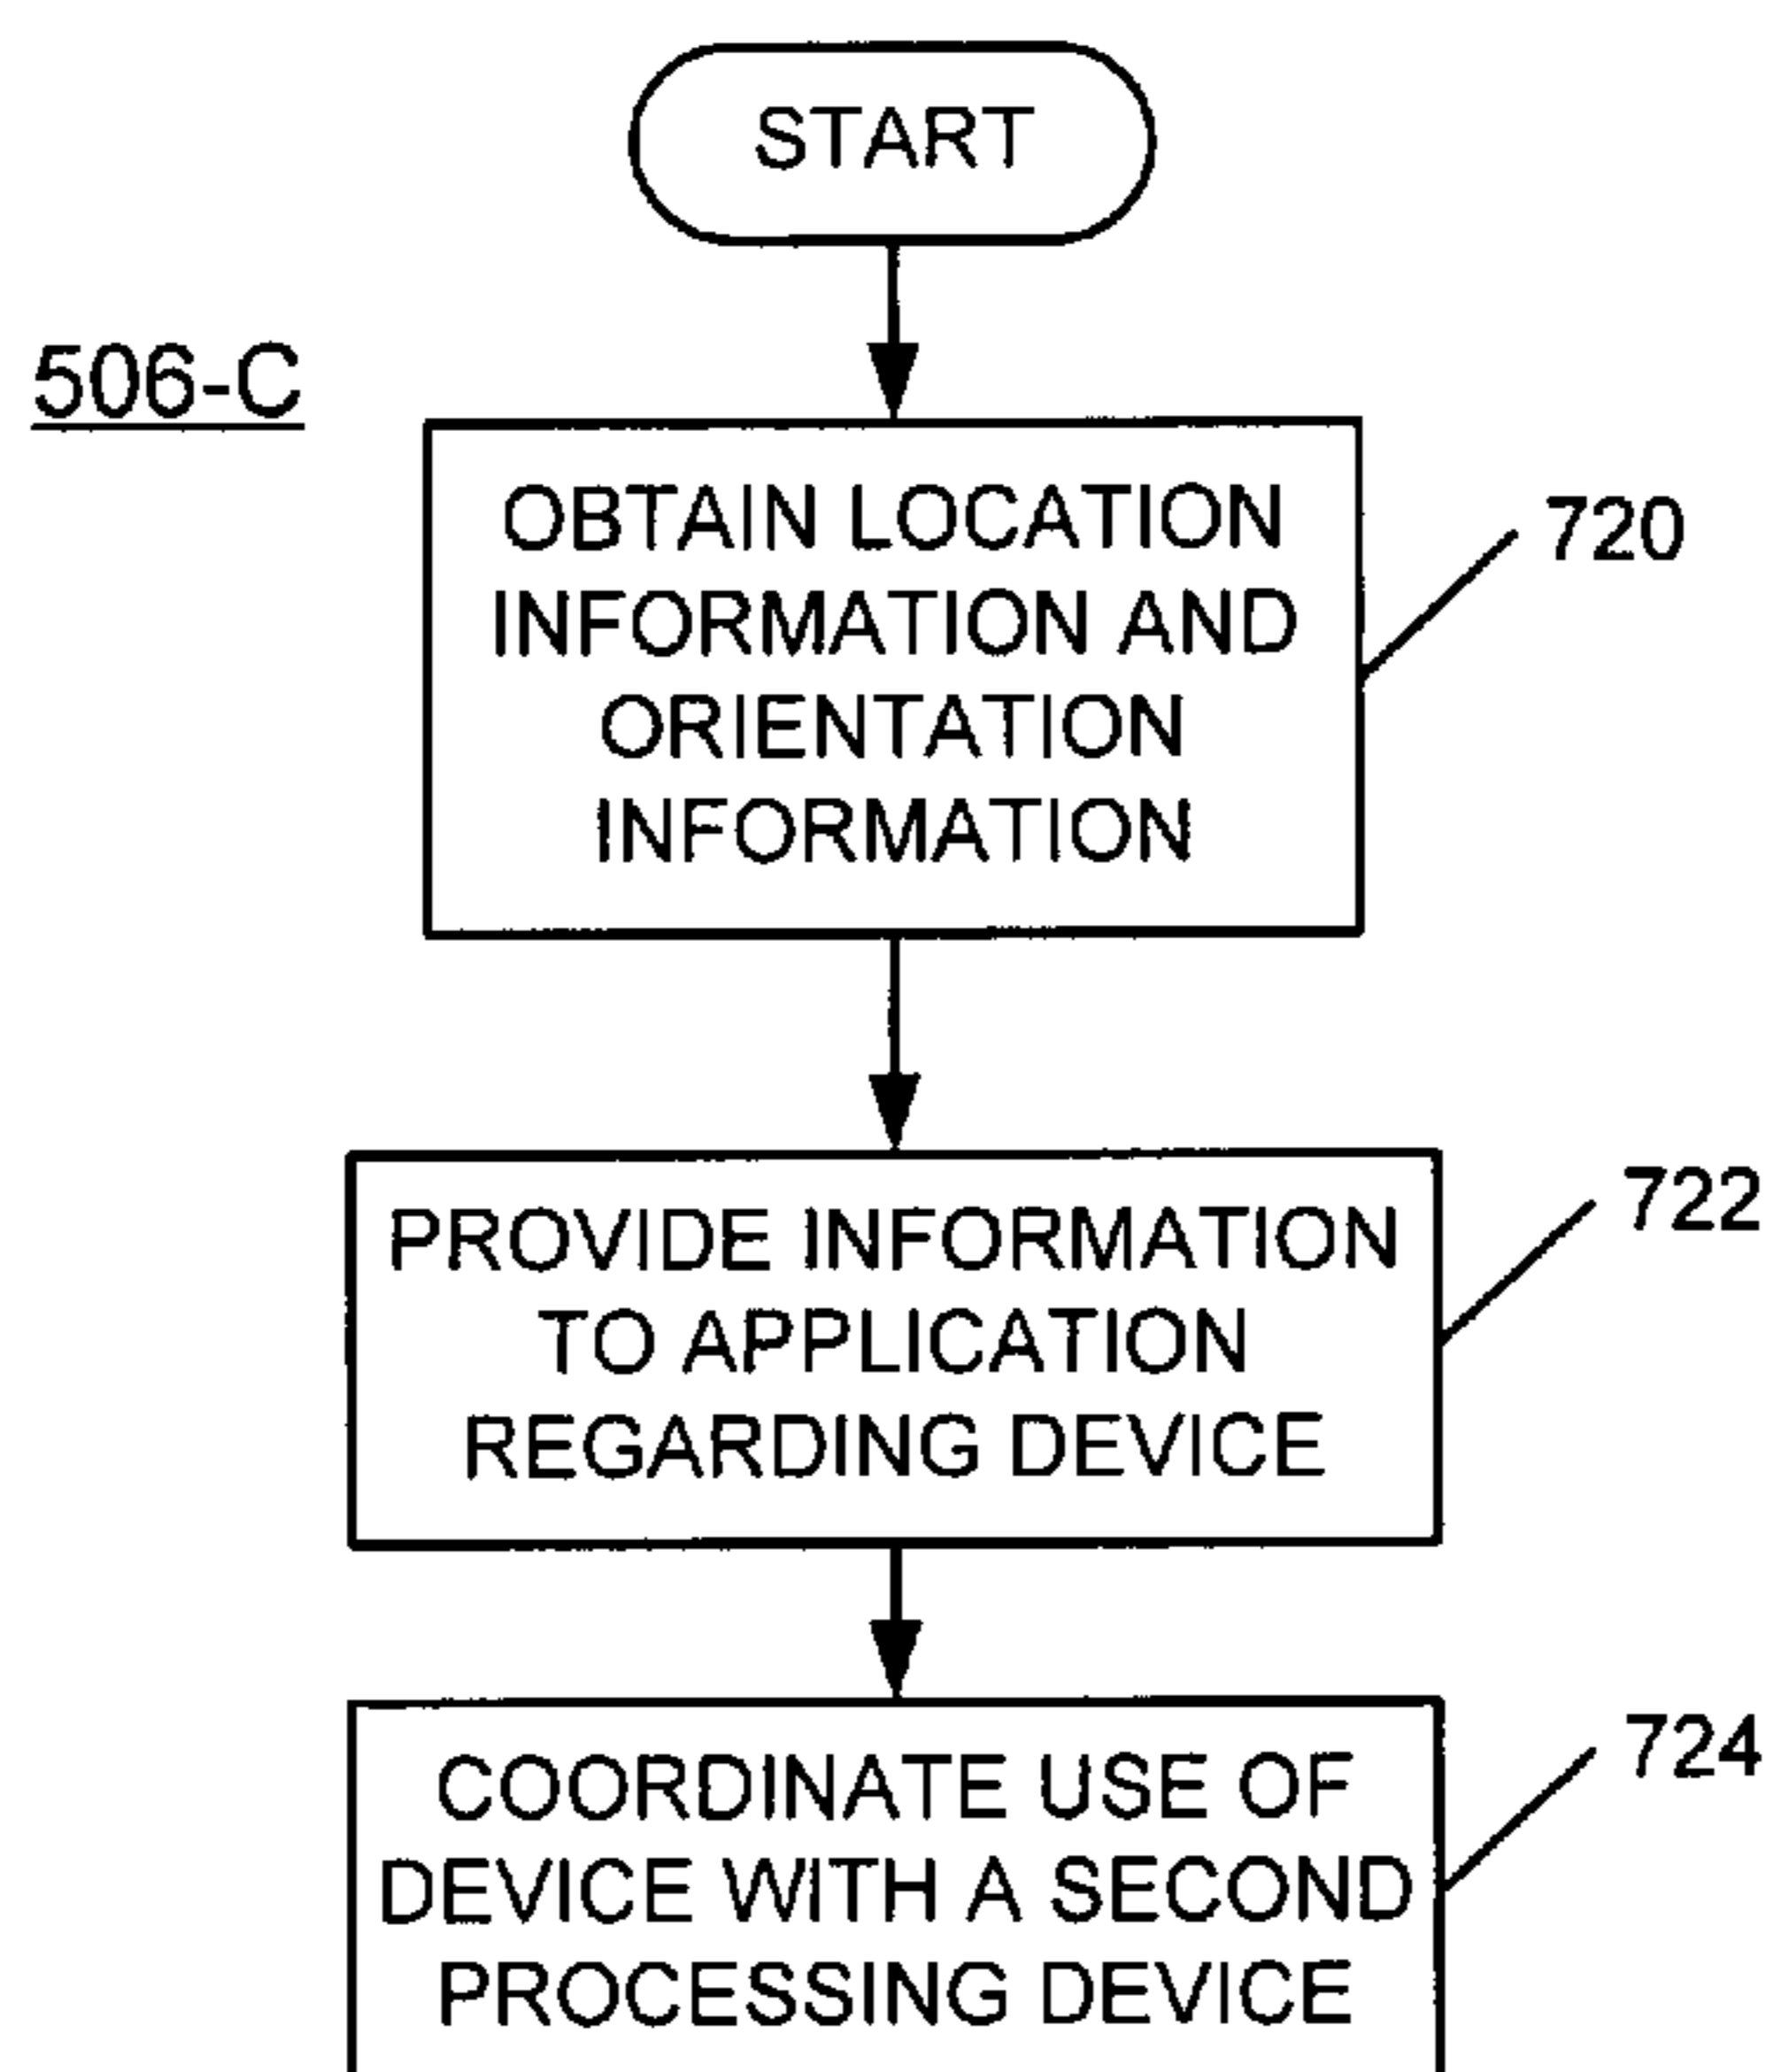 START
506-C
OBTAIN LOCATION
INFORMATION AND
ORIENTATION
INFORMATION
720
PROVIDE INFORMATION
TO APPLICATION
REGARDING DEVICE
722
COORDINATE USE OF
DEVICE WITH A SECOND
PROCESSING DEVICE
724